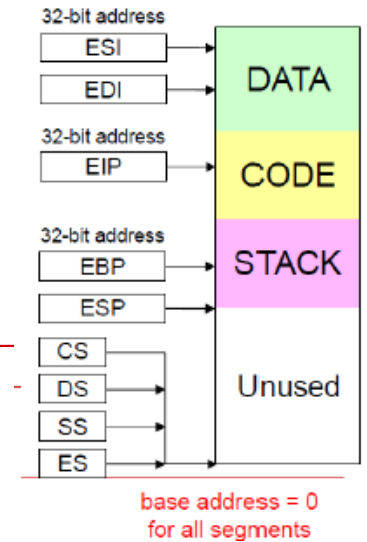 32-bit address
ESI
EDI
DATA
32-bit address
EIP
CODE
32-bit address
EBP
STACK
ESP
CS
DS
Unused
SS
ES
base address = 0
for all segments